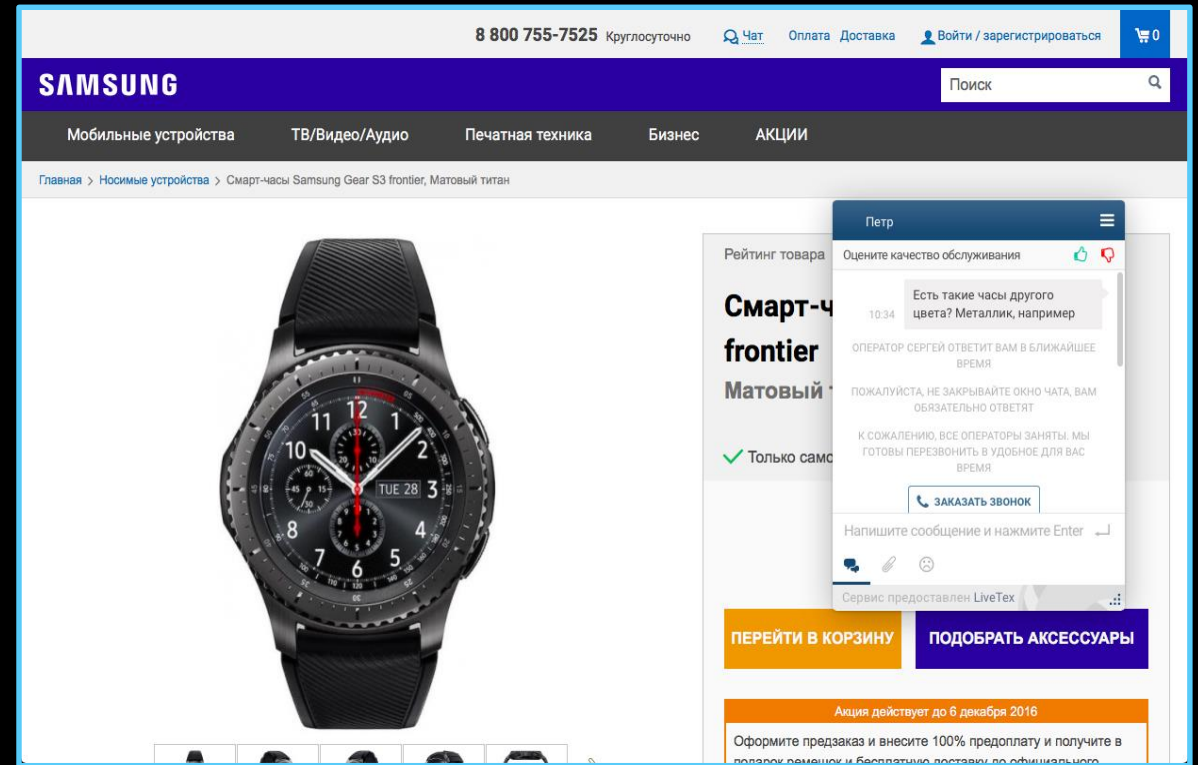 8 800 755-7525 Круглосуточно Чат Оплата Доставка Войти / зарегистрироваться 0
SAMSUNG Поиск
Мобильные устройства ТВ/Видео/Аудио Печатная техника Бизнес АКЦИИ
Главная > Носимые устройства > Смарт-часы Samsung Gear S3 frontier, Матовый титан
Рейтинг товара
Смарт-ч
frontier
Матовый
Только само
Петр
Оцените качество обслуживания
Есть такие часы другого
10:34 цвета? Металлик, например
ОПЕРАТОР СЕРГЕЙ ОТВЕТИТ ВАМ В БЛИЖАЙШЕЕ
ВРЕМЯ
ПОЖАЛУЙСТА, НЕ ЗАКРЫВАЙТЕ ОКНО ЧАТА, ВАМ
ОБЯЗАТЕЛЬНО ОТВЕТЯТ
К СОЖАЛЕНИЮ, ВСЕ ОПЕРАТОРЫ ЗАНЯТЫ. МЫ
ГОТОВЫ ПЕРЕЗВОНИТЬ В УДОБНОЕ ДЛЯ ВАС
ВРЕМЯ
ЗАКАЗАТЬ ЗВОНОК
Напишите сообщение и нажмите Enter
Сервис предоставлен LiveTex
12
1
10
2
TUE 28 3
8
4
7
5
6
ПЕРЕЙТИ В КОРЗИНУ ПОДОБРАТЬ АКСЕССУАРЫ
Акция действует до 6 декабря 2016
Оформите предзаказ и внесите 100% предоплату и получите в
подарок ремешок и бесплатную доставку до официального